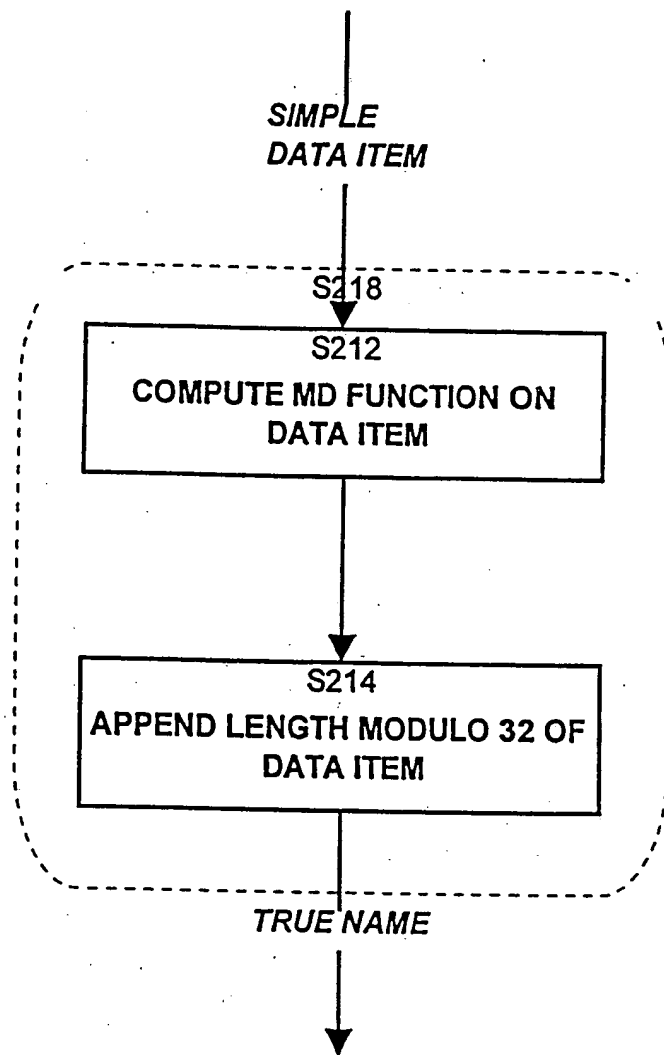 SIMPLE
DATA ITEM
S218
S212
COMPUTE MD FUNCTION ON
DATA ITEM
S214
APPEND LENGTH MODULO 32 OF
DATA ITEM
TRUE NAME